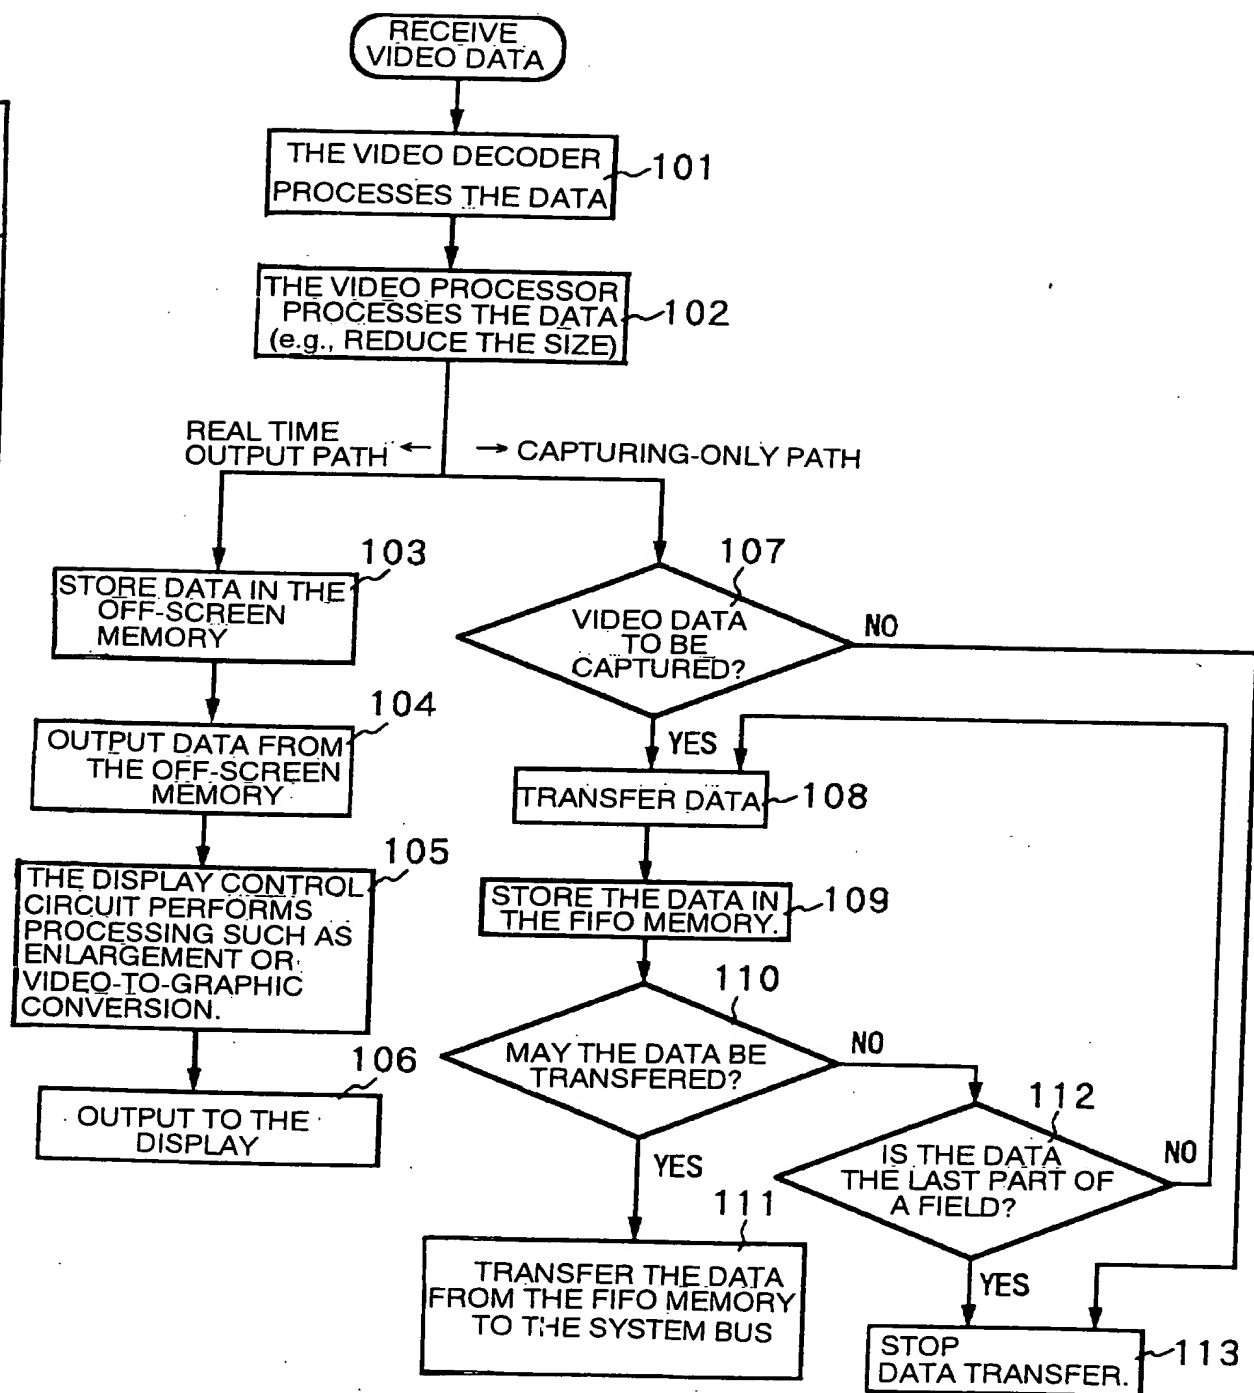 RECEIVE
VIDEO DATA
THE VIDEO DECODER
PROCESSES THE DATA
101
THE VIDEO PROCESSOR
PROCESSES THE DATA
(e.g., REDUCE THE SIZE)
102
REAL TIME
OUTPUT PATH ←
→ CAPTURING-ONLY PATH
103
STORE DATA IN THE
OFF-SCREEN
MEMORY
104
OUTPUT DATA FROM
THE OFF-SCREEN
MEMORY
105
THE DISPLAY CONTROL
CIRCUIT PERFORMS
PROCESSING SUCH AS
ENLARGEMENT OR
VIDEO-TO-GRAPHIC
CONVERSION.
106
OUTPUT TO THE
DISPLAY
107
VIDEO DATA
TO BE
CAPTURED?
NO
YES
TRANSFER DATA
108
STORE THE DATA IN
THE FIFO MEMORY.
109
110
MAY THE DATA BE
TRANSFERED?
NO
YES
111
TRANSFER THE DATA
FROM THE FIFO MEMORY
TO THE SYSTEM BUS
112
IS THE DATA
THE LAST PART OF
A FIELD?
NO
YES
STOP
DATA TRANSFER.
113